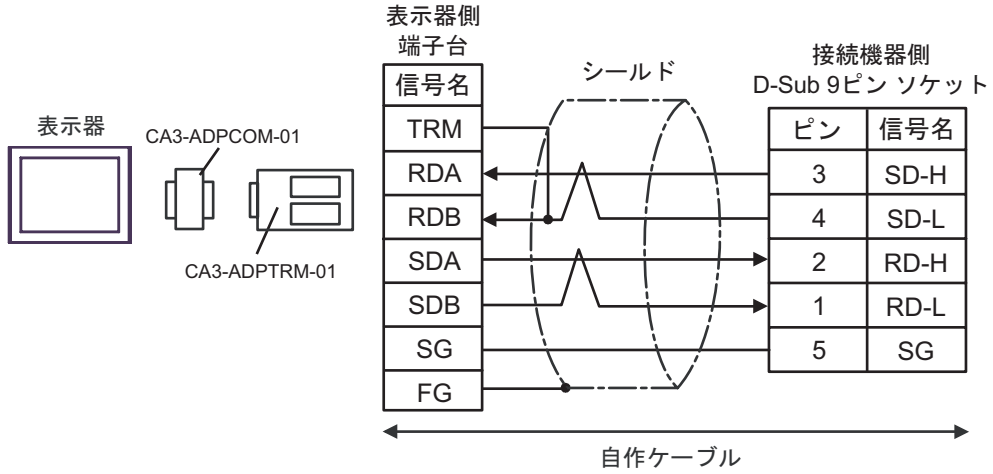 表示器
CA3-ADPCOM-01
CA3-ADPTRM-01
表示器側
端子台
信号名
TRM
RDA
RDB
SDA
SDB
SG
FG
シールド
接続機器側
D-Sub 9ピン ソケット
ピン 信号名
3 SD-H
4 SD-L
2 RD-H
1 RD-L
5 SG
自作ケーブル